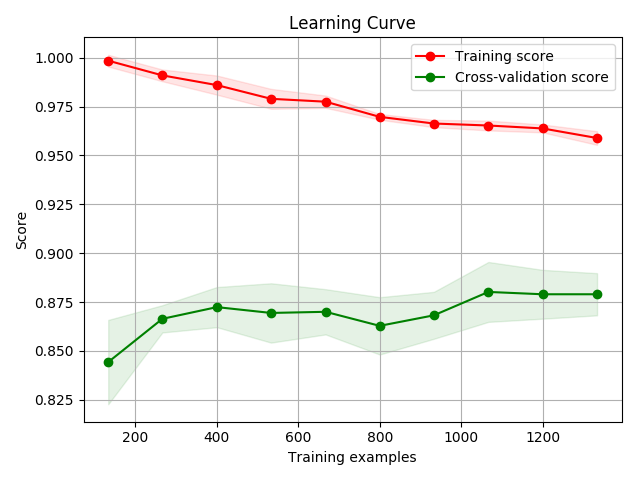 Learning Curve
Training score
Cross-validation score
1.000
0.975
0.950
0.925
0.900
0.875
0.850
0.825
Score
200
400
600
800
1000
1200
Training examples